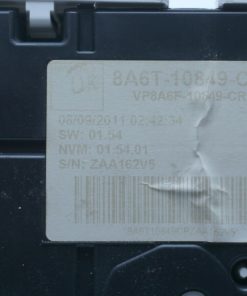 8A6T-10849-C
VP8A6F-10849-CR
08/09/2011 02:42:34
SW: 01.54
NVM: 01.54.01
S/N: ZAA162V5